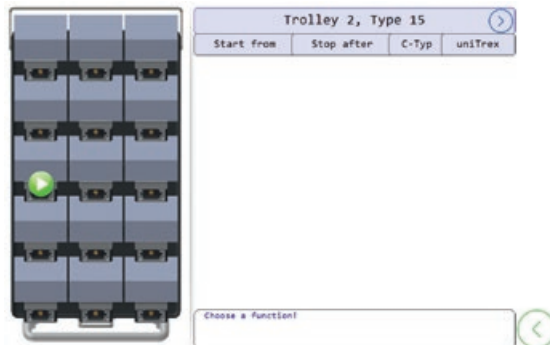 Trolley 2, Type 15
Start from Stop after C-Typ uniTrex
Choose a function!